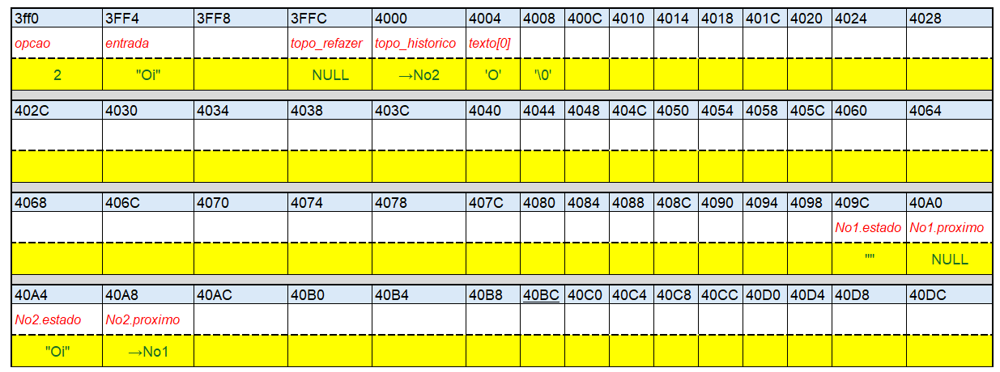 3ff0 3FF4 3FF8 3FFC 4000 4004 4008 400C 4010 4014 4018 401C 4020 4024 4028
opcao entrada topo_refazer topo_historico texto[0]
2 "Oi" NULL →No2 'O' '\0'
402C 4030 4034 4038 403C 4040 4044 4048 404C 4050 4054 4058 405C 4060 4064
4068 406C 4070 4074 4078 407C 4080 4084 4088 408C 4090 4094 4098 409C 40A0
No1.estado No1.proximo
"" NULL
40A4 40A8 40AC 40B0 40B4 40B8 40BC 40C0 40C4 40C8 40CC 40D0 40D4 40D8 40DC
No2.estado No2.proximo
"Oi" →No1